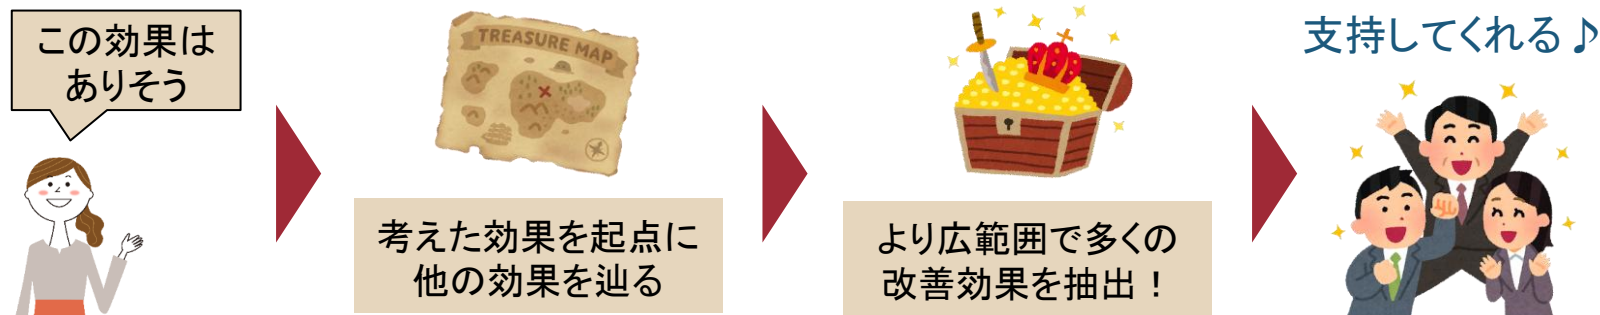 この効果は
ありそう
TREASURE MAP
考えた効果を起点に
他の効果を辿る
より広範囲で多くの
改善効果を抽出！
支持してくれる♪